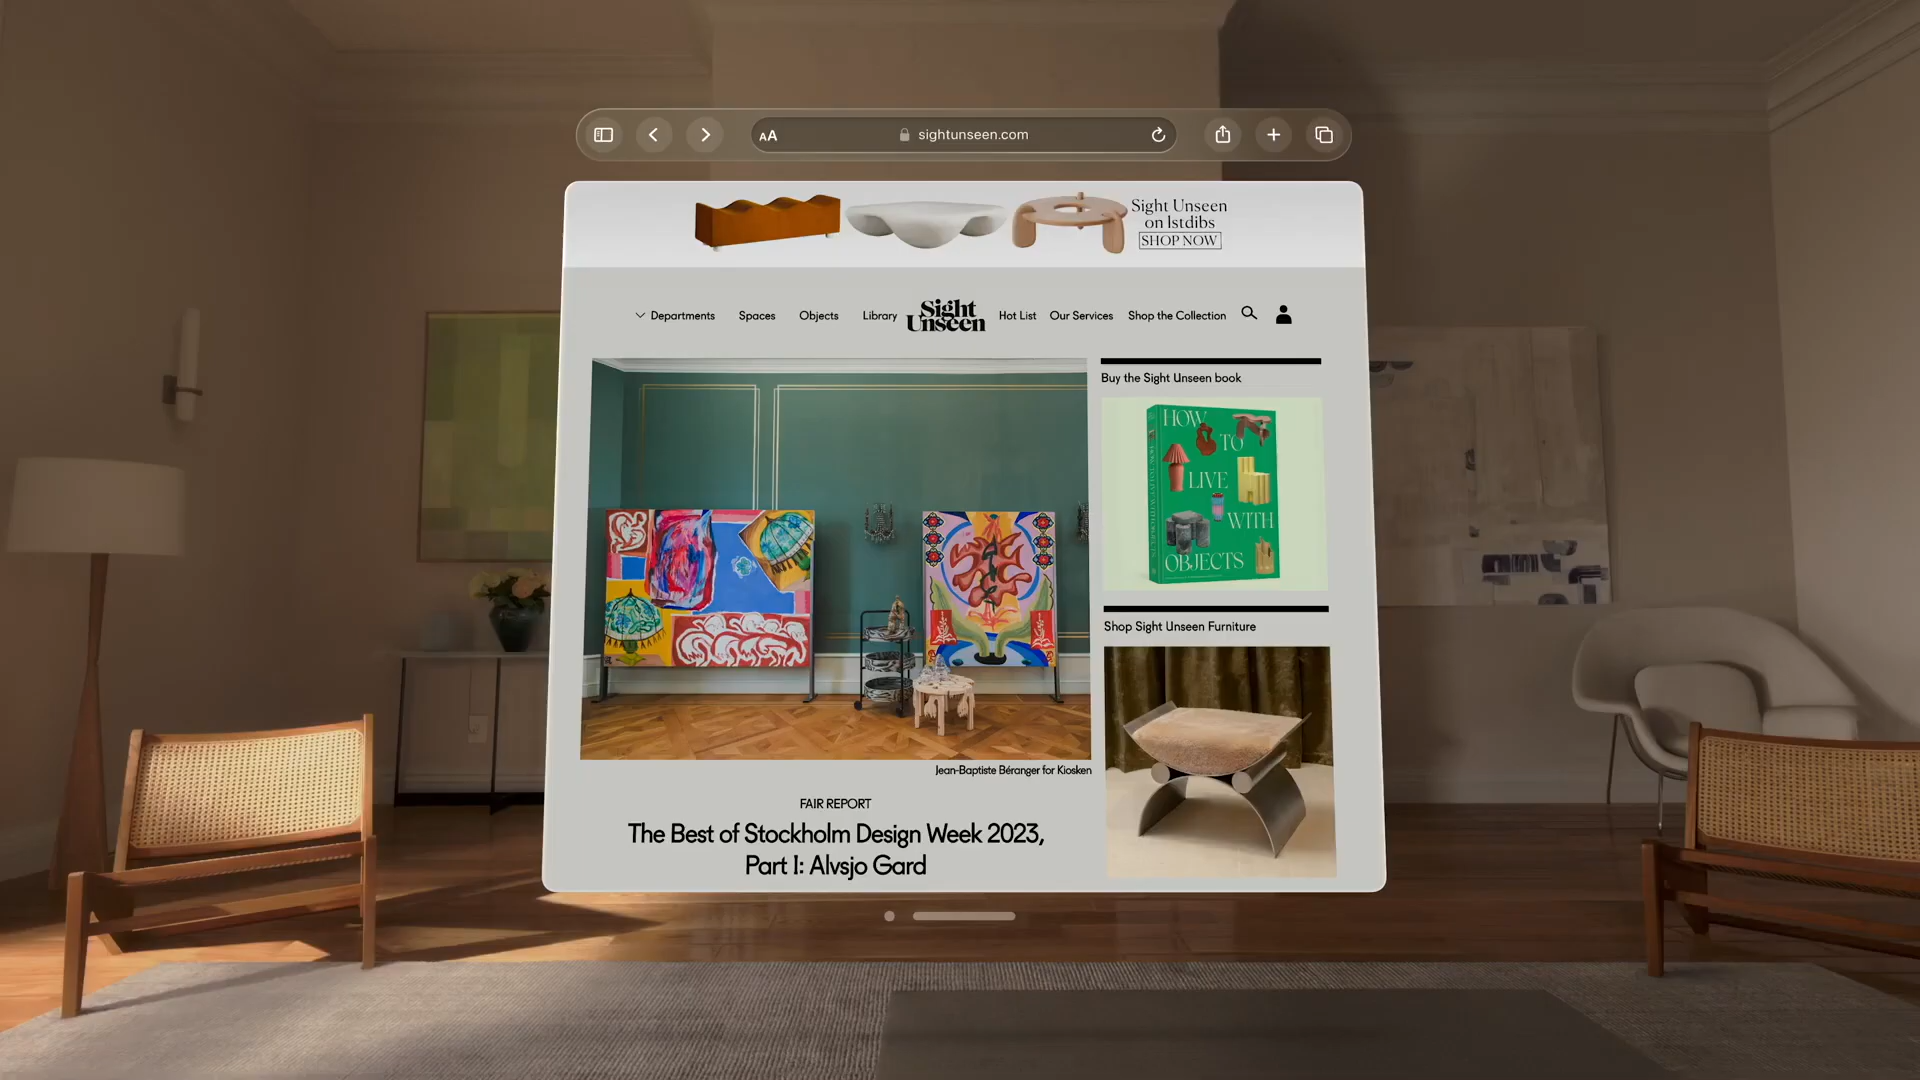 AA
sightunseen.com
Sight Unseen
on 1stdibs
SHOP NOW
Departments
Spaces
Objects
Library
Sight
Unseen
Hot List
Our Services
Shop the Collection
Buy the Sight Unseen book
HOW
TO
LIVE
WITH
OBJECTS
Shop Sight Unseen Furniture
Jean-Baptiste Béranger for Kiosken
FAIR REPORT
The Best of Stockholm Design Week 2023,
Part I: Alvsjo Gard